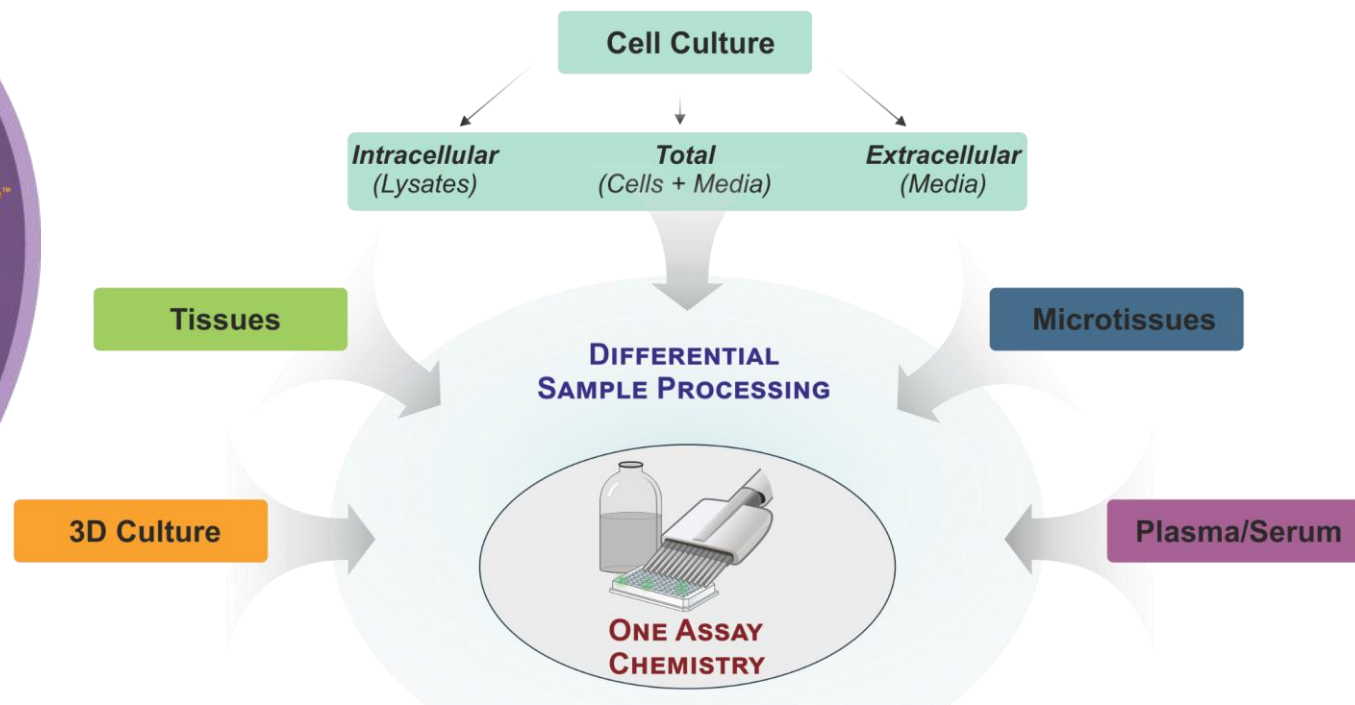 Cell Culture
Intracellular Total Extracellular
(Lysates) (Cells + Media) (Media)
Tissues
Microtissues
DIFFERENTIAL
SAMPLE PROCESSING
3D Culture
Plasma/Serum
ONE ASSAY
CHEMISTRY